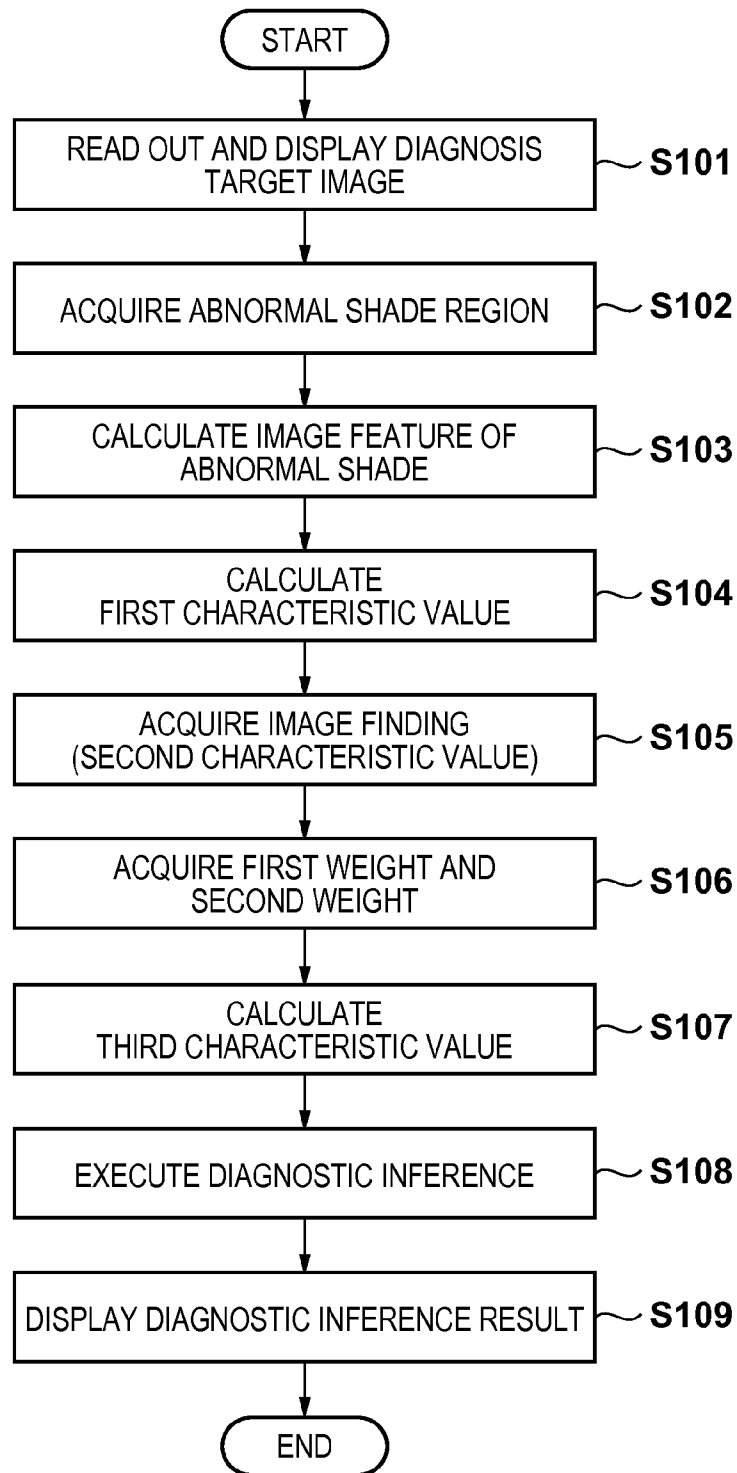 START
READ OUT AND DISPLAY DIAGNOSIS
TARGET IMAGE
S101
ACQUIRE ABNORMAL SHADE REGION
S102
CALCULATE IMAGE FEATURE OF
ABNORMAL SHADE
S103
CALCULATE
FIRST CHARACTERISTIC VALUE
S104
ACQUIRE IMAGE FINDING
(SECOND CHARACTERISTIC VALUE)
S105
ACQUIRE FIRST WEIGHT AND
SECOND WEIGHT
S106
CALCULATE
THIRD CHARACTERISTIC VALUE
S107
EXECUTE DIAGNOSTIC INFERENCE
S108
DISPLAY DIAGNOSTIC INFERENCE RESULT
S109
END